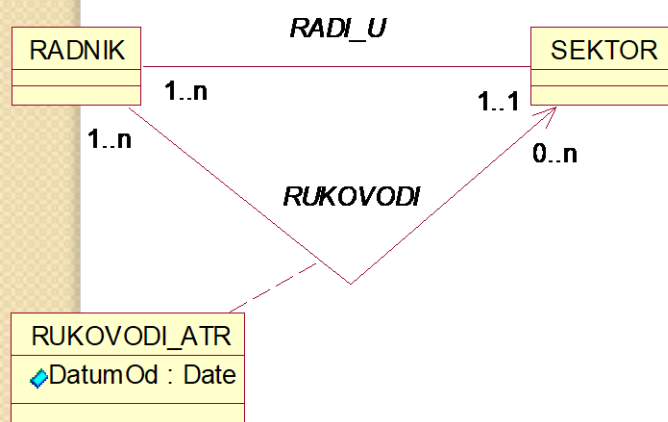 RADI_U
RADNIK
SEKTOR
1..n
1..1
1..n
0..n
RUKOVODI
RUKOVODI_ATR
DatumOd : Date